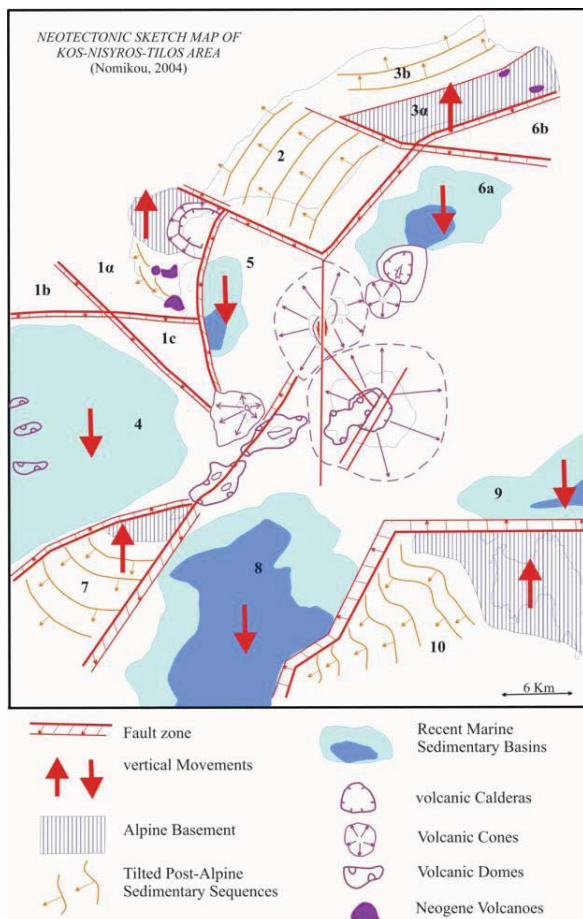 NEOTECTONIC SKETCH MAP OF
KOS-NISYROS-TILOS AREA
(Nomikou, 2004)
3b
3α
6b
2
6a
1α
5
1b
1c
4
9
7
8
10
6 Km
Fault zone
vertical Movements
Alpine Basement
Tilted Post-Alpine
Sedimentary Sequences
Recent Marine
Sedimentary Basins
volcanic Calderas
Volcanic Cones
Volcanic Domes
Neogene Volcanoes